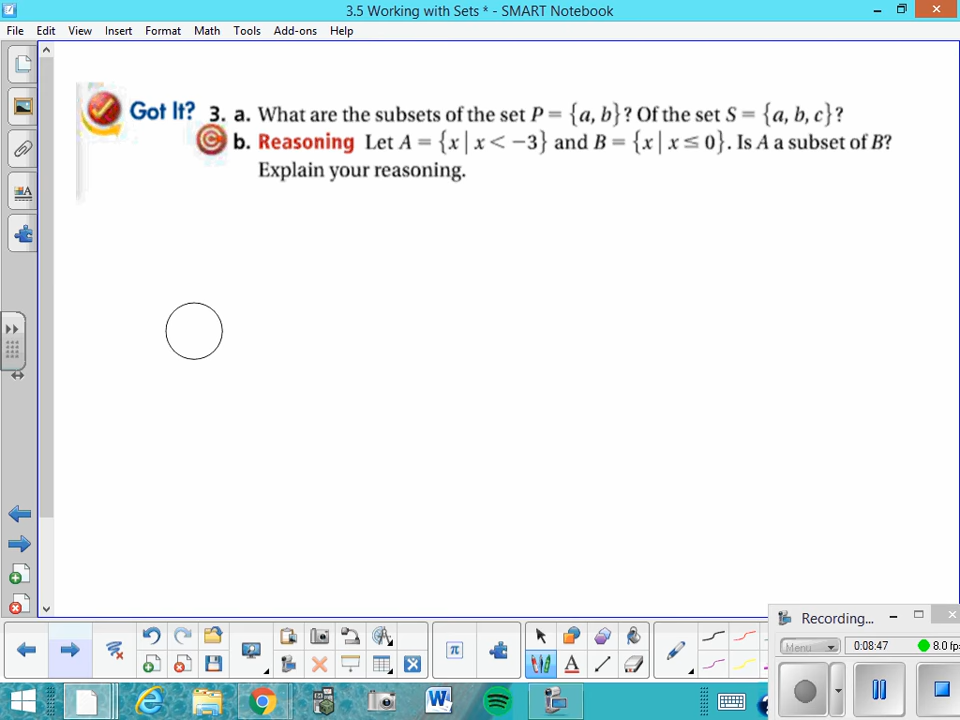 3.5 Working with Sets * - SMART Notebook
File Edit View Insert Format Math Tools Add-ons Help
Got It? 3. a. What are the subsets of the set P = {a, b}? Of the set S = {a, b, c}?
b. Reasoning Let A = {x | x < −3} and B = {x | x ≤ 0}. Is A a subset of B?
Explain your reasoning.
Recording...
Menu 0:08:47 8.0 fp